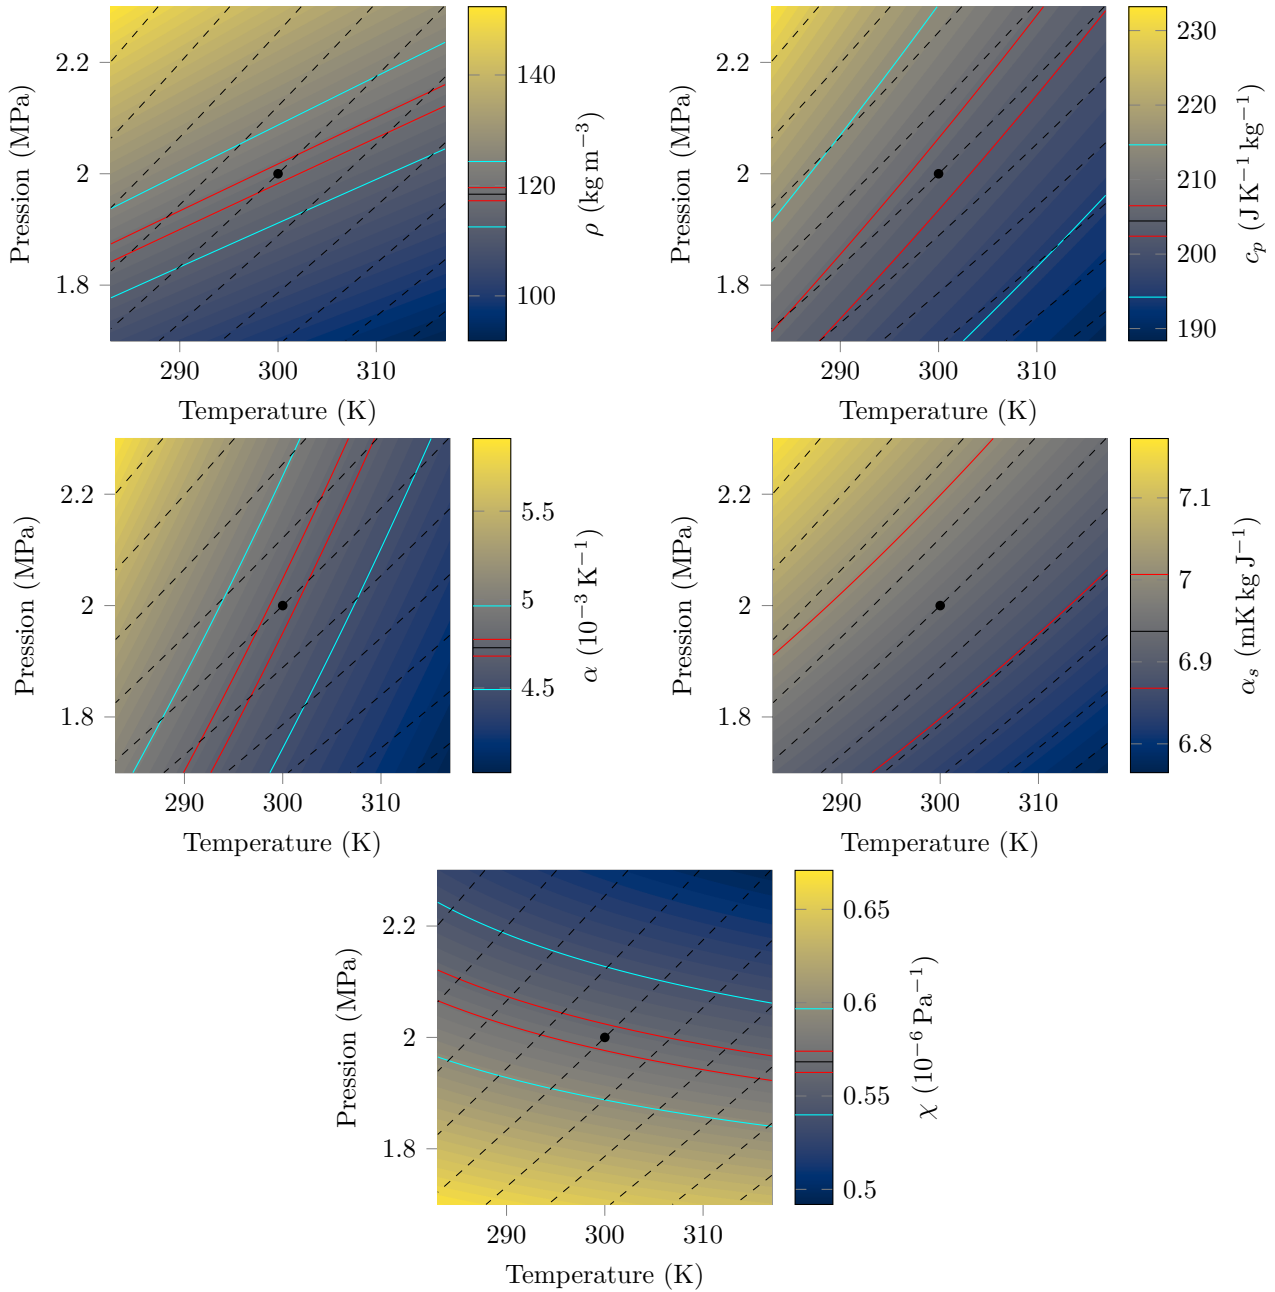 2.2
2
1.8
290 300 310
Temperature (K)
Pression (MPa)
140
120
100
ρ (kg m⁻³)
2.2
2
1.8
290 300 310
Temperature (K)
Pression (MPa)
230
220
210
200
190
cₚ (J K⁻¹ kg⁻¹)
2.2
2
1.8
290 300 310
Temperature (K)
Pression (MPa)
5.5
5
4.5
α (10⁻³ K⁻¹)
2.2
2
1.8
290 300 310
Temperature (K)
Pression (MPa)
7.1
7
6.9
6.8
αₛ (mK kg J⁻¹)
2.2
2
1.8
290 300 310
Temperature (K)
Pression (MPa)
0.65
0.6
0.55
0.5
χ (10⁻⁶ Pa⁻¹)